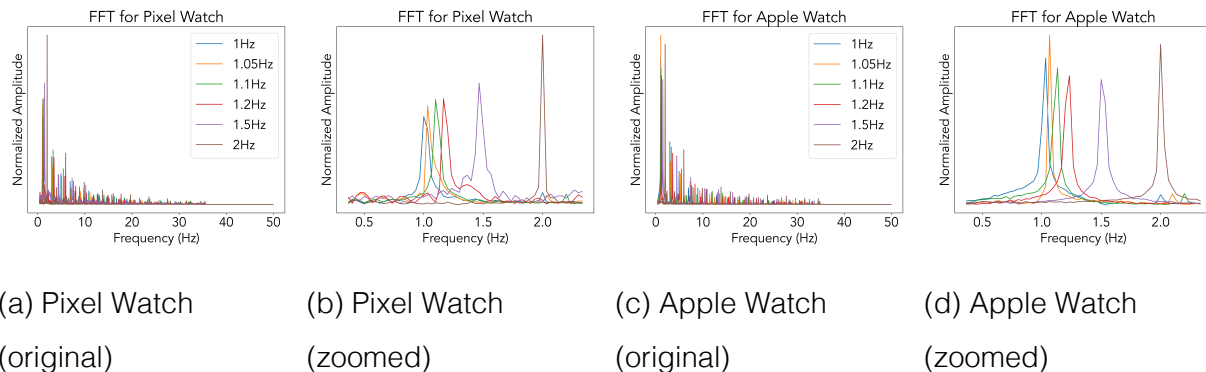 FFT for Pixel Watch
Normalized Amplitude
1Hz
1.05Hz
1.1Hz
1.2Hz
1.5Hz
2Hz
0 10 20 30 40 50
Frequency (Hz)
FFT for Pixel Watch
Normalized Amplitude
0.5 1.0 1.5 2.0
Frequency (Hz)
FFT for Apple Watch
Normalized Amplitude
1Hz
1.05Hz
1.1Hz
1.2Hz
1.5Hz
2Hz
0 10 20 30 40 50
Frequency (Hz)
FFT for Apple Watch
Normalized Amplitude
0.5 1.0 1.5 2.0
Frequency (Hz)
(a) Pixel Watch
(original)
(b) Pixel Watch
(zoomed)
(c) Apple Watch
(original)
(d) Apple Watch
(zoomed)